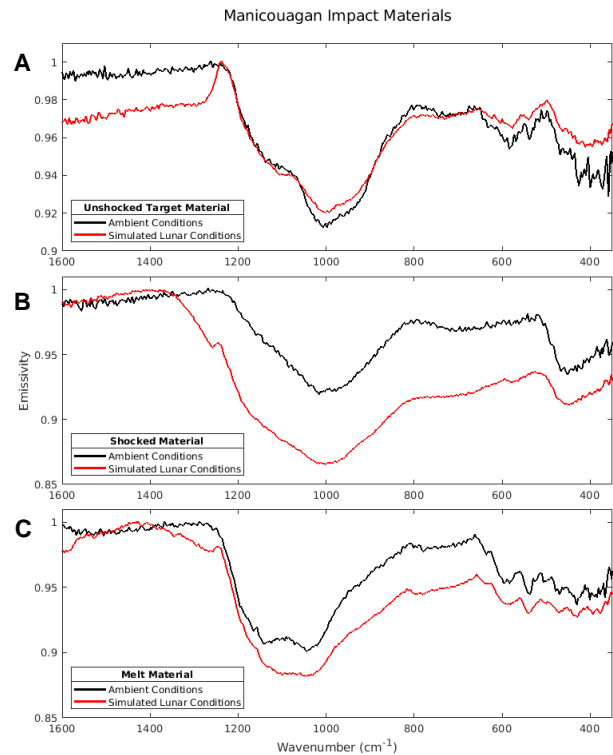 Manicouagan Impact Materials
A
1
0.98
0.96
0.94
0.92
0.9
Unshocked Target Material
Ambient Conditions
Simulated Lunar Conditions
1600 1400 1200 1000 800 600 400
B
1
0.95
0.9
0.85
Emissivity
Shocked Material
Ambient Conditions
Simulated Lunar Conditions
1600 1400 1200 1000 800 600 400
C
1
0.95
0.9
0.85
Melt Material
Ambient Conditions
Simulated Lunar Conditions
1600 1400 1200 1000 800 600 400
Wavenumber (cm⁻¹)